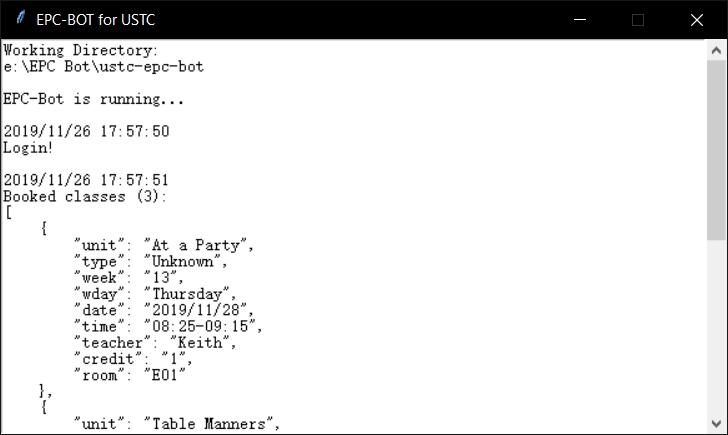 EPC-BOT for USTC
Working Directory:
e:\EPC Bot\ustc-epc-bot
EPC-Bot is running...
2019/11/26 17:57:50
Login!
2019/11/26 17:57:51
Booked classes (3):
[
    {
        "unit": "At a Party",
        "type": "Unknown",
        "week": "13",
        "wday": "Thursday",
        "date": "2019/11/28",
        "time": "08:25-09:15",
        "teacher": "Keith",
        "credit": "1",
        "room": "E01"
    },
    {
        "unit": "Table Manners",